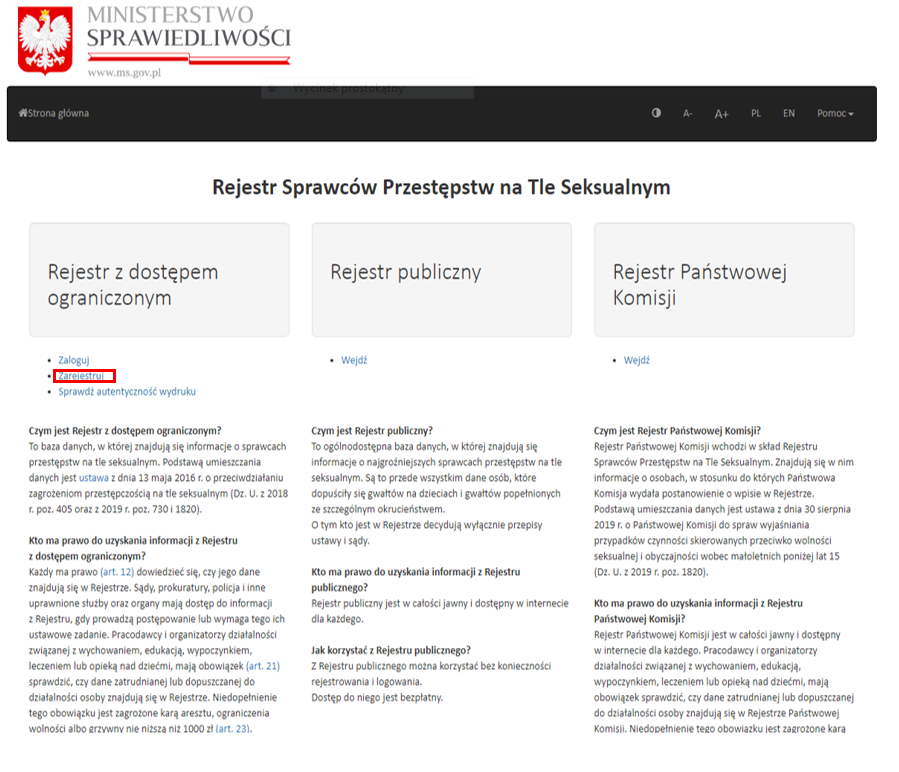 MINISTERSTWO
SPRAWIEDLIWOŚCI
www.ms.gov.pl
Wycinek prostokątny
Strona główna
A-
A+
PL
EN
Pomoc
Rejestr Sprawców Przestępstw na Tle Seksualnym
Rejestr z dostępem
ograniczonym
Zaloguj
Zarejestruj
Sprawdź autentyczność wydruku
Czym jest Rejestr z dostępem ograniczonym?
To baza danych, w której znajdują się informacje o sprawcach
przestępstw na tle seksualnym. Podstawą umieszczania
danych jest ustawa z dnia 13 maja 2016 r. o przeciwdziałaniu
zagrożeniom przestępczością na tle seksualnym (Dz. U. z 2018
r. poz. 405 oraz z 2019 r. poz. 730 i 1820).
Kto ma prawo do uzyskania informacji z Rejestru
z dostępem ograniczonym?
Każdy ma prawo (art. 12) dowiedzieć się, czy jego dane
znajdują się w Rejestrze. Sądy, prokuratury, policja i inne
uprawnione służby oraz organy mają dostęp do informacji
z Rejestru, gdy prowadzą postępowanie lub wymaga tego ich
ustawowe zadanie. Pracodawcy i organizatorzy działalności
związanej z wychowaniem, edukacją, wypoczynkiem,
leczeniem lub opieką nad dziećmi, mają obowiązek (art. 21)
sprawdzić, czy dane zatrudnianej lub dopuszczanej do
działalności osoby znajdują się w Rejestrze. Niedopełnienie
tego obowiązku jest zagrożone karą aresztu, ograniczenia
wolności albo grzywny nie niższą niż 1000 zł (art. 23).
Rejestr publiczny
Wejdź
Czym jest Rejestr publiczny?
To ogólnodostępna baza danych, w której znajdują się
informacje o najgroźniejszych sprawcach przestępstw na tle
seksualnym. Są to przede wszystkim dane osób, które
dopuściły się gwałtów na dzieciach i gwałtów popełnionych
ze szczególnym okrucieństwem.
O tym kto jest w Rejestrze decydują wyłącznie przepisy
ustawy i sądy.
Kto ma prawo do uzyskania informacji z Rejestru
publicznego?
Rejestr publiczny jest w całości jawny i dostępny w internecie
dla każdego.
Jak korzystać z Rejestru publicznego?
Z Rejestru publicznego można korzystać bez konieczności
rejestrowania i logowania.
Dostęp do niego jest bezpłatny.
Rejestr Państwowej
Komisji
Wejdź
Czym jest Rejestr Państwowej Komisji?
Rejestr Państwowej Komisji wchodzi w skład Rejestru
Sprawców Przestępstw na Tle Seksualnym. Znajdują się w nim
informacje o osobach, w stosunku do których Państwowa
Komisja wydała postanowienie o wpisie w Rejestrze.
Podstawą umieszczania danych jest ustawa z dnia 30 sierpnia
2019 r. o Państwowej Komisji do spraw wyjaśniania
przypadków czynności skierowanych przeciwko wolności
seksualnej i obyczajności wobec małoletnich poniżej lat 15
(Dz. U. z 2019 r. poz. 1820).
Kto ma prawo do uzyskania informacji z Rejestru
Państwowej Komisji?
Rejestr Państwowej Komisji jest w całości jawny i dostępny
w internecie dla każdego. Pracodawcy i organizatorzy
działalności związanej z wychowaniem, edukacją,
wypoczynkiem, leczeniem lub opieką nad dziećmi, mają
obowiązek sprawdzić, czy dane zatrudnianej lub dopuszczanej
do działalności osoby znajdują się w Rejestrze Państwowej
Komisji. Niedopełnienie tego obowiązku jest zagrożone karą